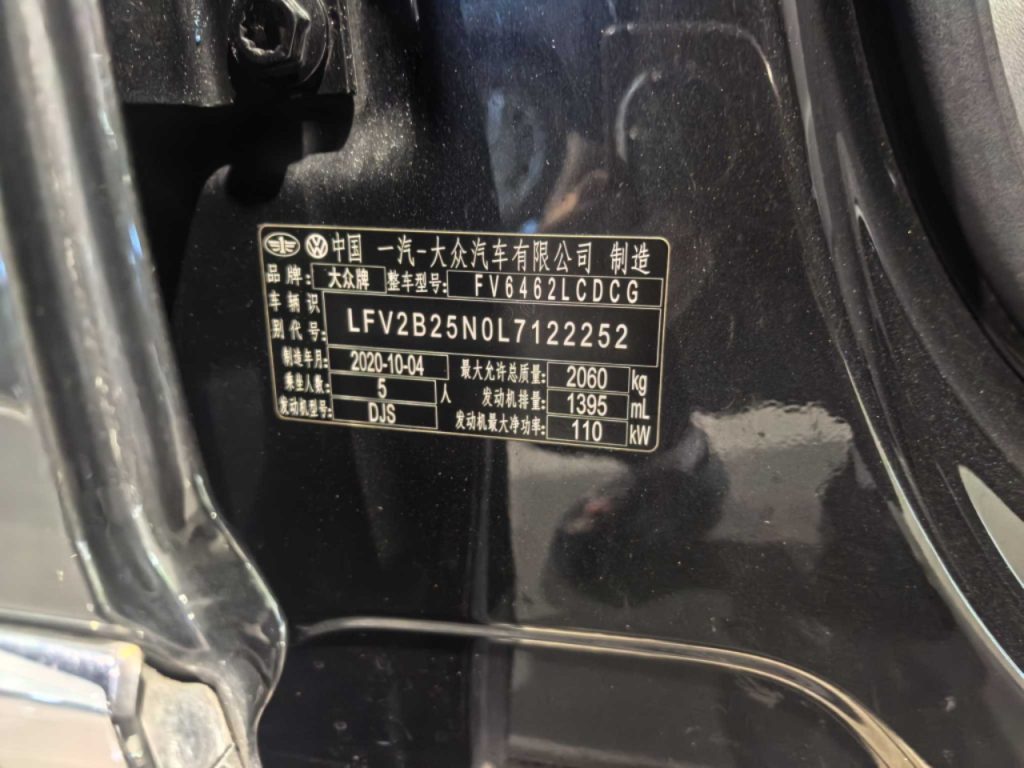 中国 一汽-大众汽车有限公司 制造
品牌: 大众牌 整车型号: FV6462LCDCG
车辆识别代号: LFV2B25N0L7122252
制造年月: 2020-10-04 最大允许总质量: 2060 kg
乘坐人数: 5 人 发动机排量: 1395 mL
发动机型号: DJS 发动机最大净功率: 110 kW